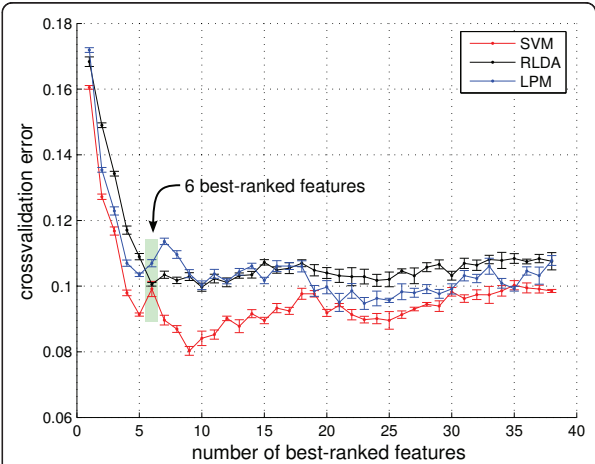 0.18
0.16
0.14
0.12
0.1
0.08
0.06
crossvalidation error
SVM
RLDA
LPM
6 best-ranked features
0 5 10 15 20 25 30 35 40
number of best-ranked features